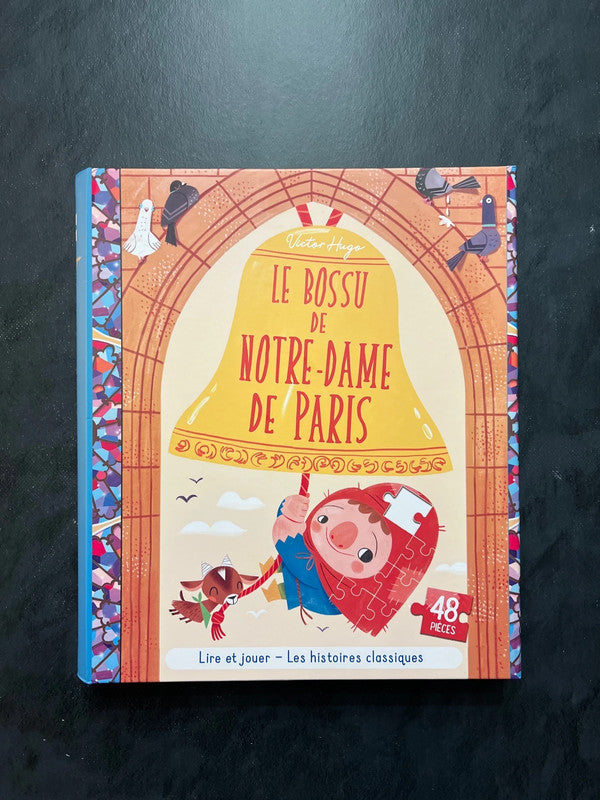 Victor Hugo
LE BOSSU
DE
NOTRE-DAME
DE PARIS
48
PIÈCES
Lire et jouer – Les histoires classiques